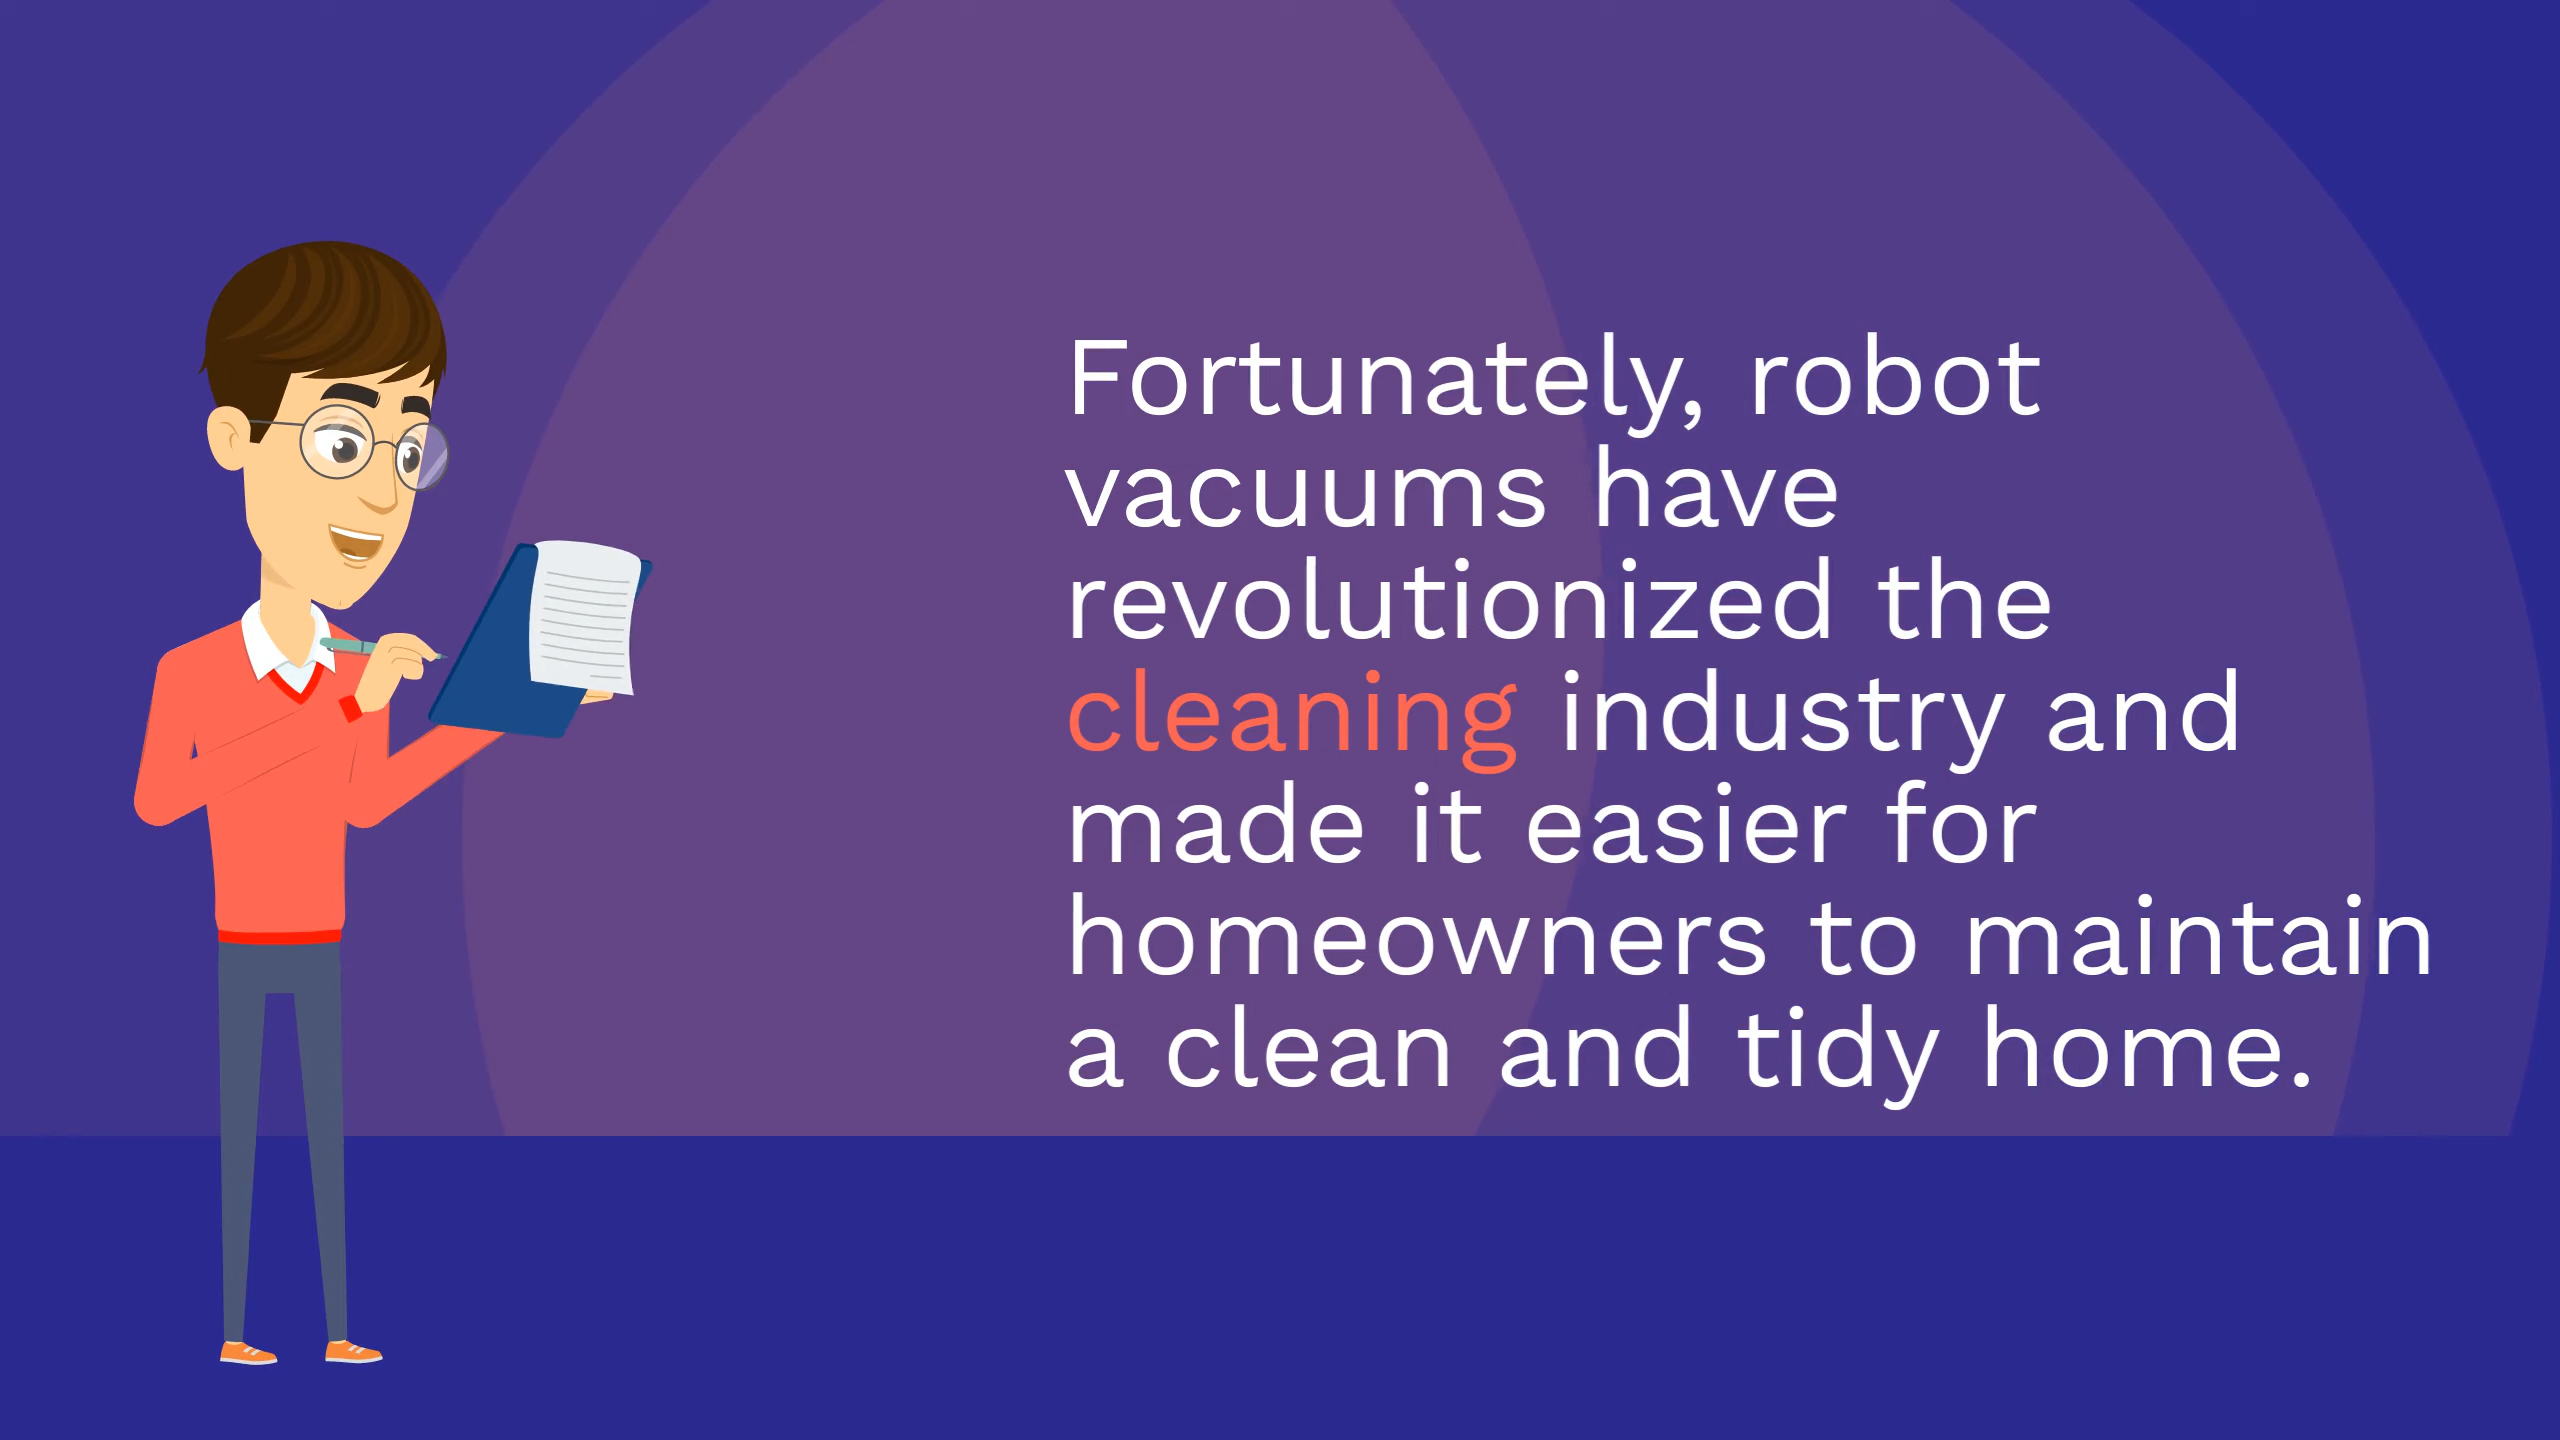 Fortunately, robot
vacuums have
revolutionized the
cleaning industry and
made it easier for
homeowners to maintain
a clean and tidy home.